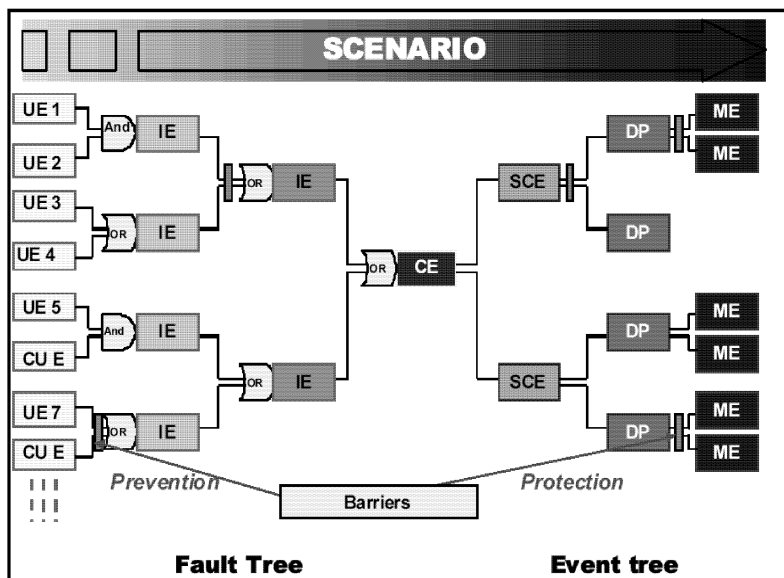 SCENARIO
UE 1
And
IE
UE 2
OR
IE
UE 3
OR
IE
UE 4
OR
CE
UE 5
And
IE
CU E
OR
IE
UE 7
OR
IE
CU E
SCE
DP
ME
ME
DP
SCE
DP
ME
ME
DP
ME
ME
Prevention
Barriers
Protection
Fault Tree
Event tree